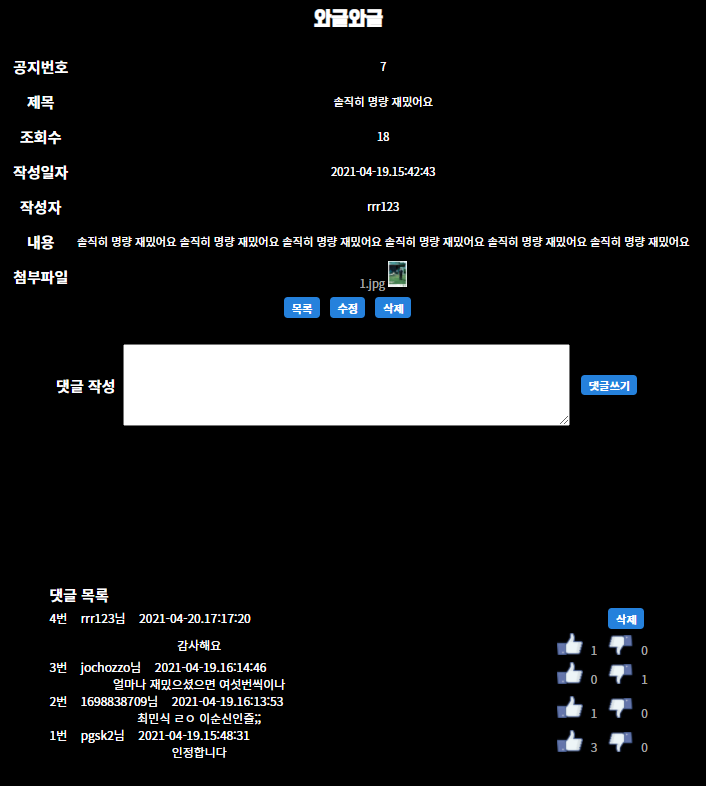 와글와글
공지번호 7
제목 솔직히 명량 재밌어요
조회수 18
작성일자 2021-04-19.15:42:43
작성자 rrr123
내용 솔직히 명량 재밌어요 솔직히 명량 재밌어요 솔직히 명량 재밌어요 솔직히 명량 재밌어요 솔직히 명량 재밌어요 솔직히 명량 재밌어요
첨부파일 1.jpg
목록 수정 삭제
댓글 작성 댓글쓰기
댓글 목록
4번 rrr123님 2021-04-20.17:17:20 삭제
감사해요 1 0
3번 jochozzo님 2021-04-19.16:14:46
얼마나 재밌으셨으면 여섯번씩이나 0 1
2번 1698838709님 2021-04-19.16:13:53
최민식 ㄹㅇ 이순신인줄;; 1 0
1번 pgsk2님 2021-04-19.15:48:31
인정합니다 3 0